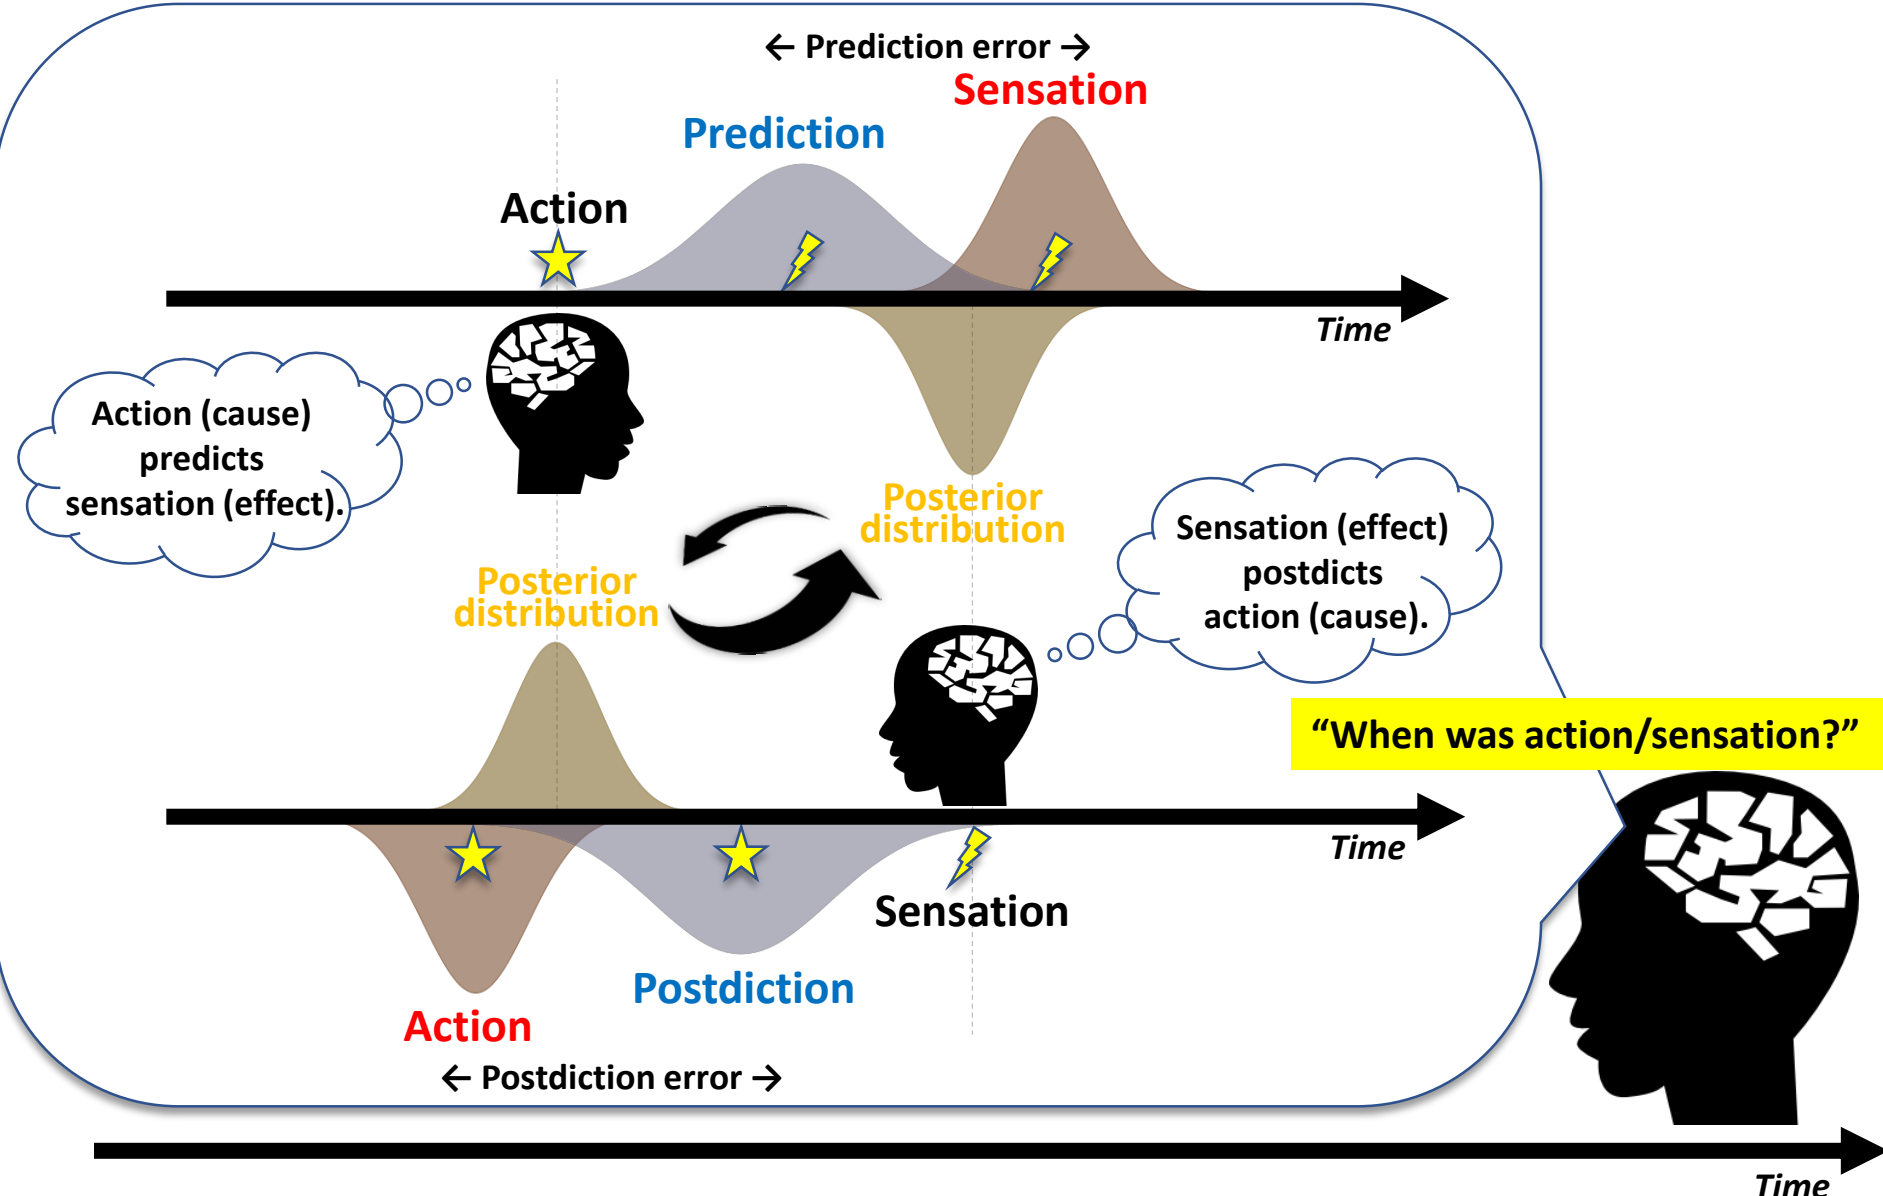 ← Prediction error →
Sensation
Prediction
Action
Time
Action (cause)
predicts
sensation (effect).
Posterior
distribution
Sensation (effect)
postdicts
action (cause).
Posterior
distribution
“When was action/sensation?”
Time
Sensation
Postdiction
Action
← Postdiction error →
Time